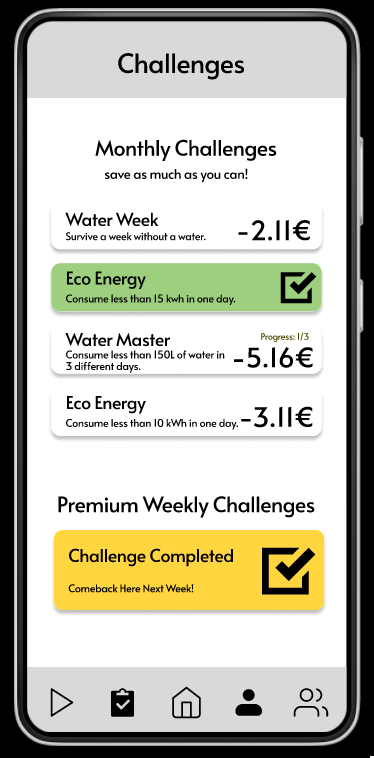 Challenges
Monthly Challenges
save as much as you can!
Water Week
Survive a week without a water.
-2.11€
Eco Energy
Consume less than 15 kwh in one day.
Water Master
Progress: 1/3
Consume less than 150L of water in
3 different days.
-5.16€
Eco Energy
Consume less than 10 kWh in one day.
-3.11€
Premium Weekly Challenges
Challenge Completed
Comeback Here Next Week!